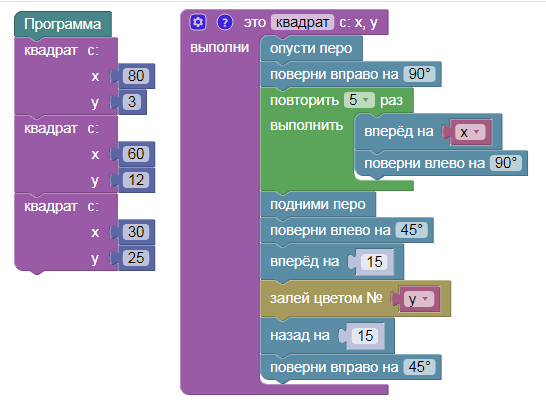 Программа
квадрат с:
x 80
y 3
квадрат с:
x 60
y 12
квадрат с:
x 30
y 25
? это квадрат с: x, y
выполни
опусти перо
поверни вправо на 90°
повторить 5 раз
выполнить
вперёд на x
поверни влево на 90°
подними перо
поверни влево на 45°
вперёд на 15
залей цветом № y
назад на 15
поверни вправо на 45°